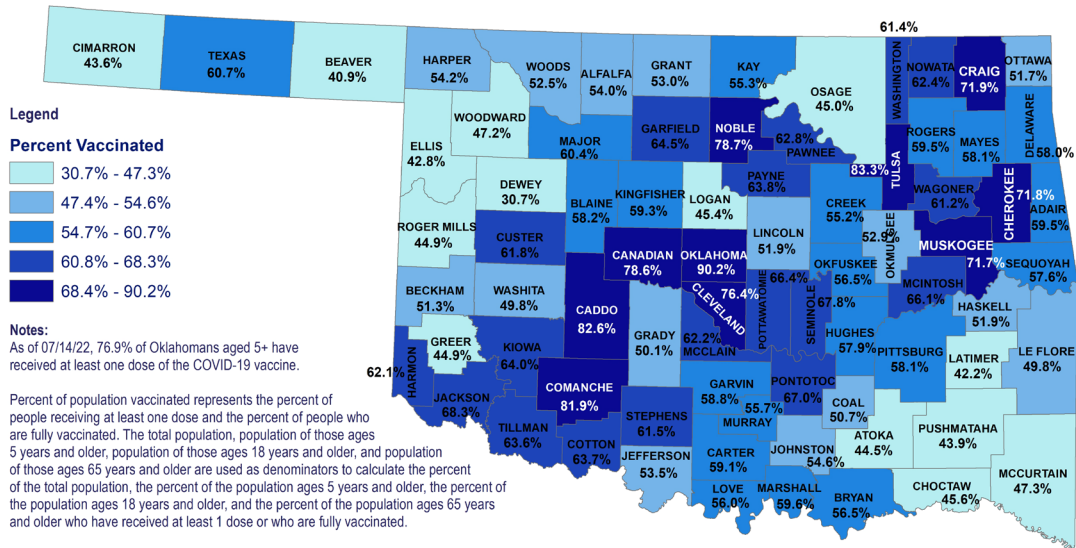 61.4%
CIMARRON
43.6%
TEXAS
60.7%
BEAVER
40.9%
HARPER
54.2%
WOODS
52.5%
ALFALFA
54.0%
GRANT
53.0%
KAY
55.3%
OSAGE
45.0%
WASHINGTON
NOWATA
62.4%
CRAIG
71.9%
OTTAWA
51.7%
Legend
Percent Vaccinated
30.7% - 47.3%
47.4% - 54.6%
54.7% - 60.7%
60.8% - 68.3%
68.4% - 90.2%
ELLIS
42.8%
WOODWARD
47.2%
MAJOR
60.4%
GARFIELD
64.5%
NOBLE
78.7%
62.8%
PAWNEE
83.3%
TULSA
ROGERS
59.5%
MAYES
58.1%
DELAWARE
58.0%
DEWEY
30.7%
BLAINE
58.2%
KINGFISHER
59.3%
LOGAN
45.4%
PAYNE
63.8%
CREEK
55.2%
WAGONER
61.2%
CHEROKEE
71.8%
ADAIR
59.5%
ROGER MILLS
44.9%
CUSTER
61.8%
CANADIAN
78.6%
OKLAHOMA
90.2%
LINCOLN
51.9%
52.9%
OKMULGEE
MUSKOGEE
71.7%
SEQUOYAH
57.6%
BECKHAM
51.3%
WASHITA
49.8%
CADDO
82.6%
GRADY
50.1%
76.4%
CLEVELAND
66.4%
POTTAWATOMIE
SEMINOLE
67.8%
OKFUSKEE
56.5%
MCINTOSH
66.1%
HASKELL
51.9%
Notes:
As of 07/14/22, 76.9% of Oklahomans aged 5+ have
received at least one dose of the COVID-19 vaccine.
Percent of population vaccinated represents the percent of
people receiving at least one dose and the percent of people who
are fully vaccinated. The total population, population of those ages
5 years and older, population of those ages 18 years and older, and population
of those ages 65 years and older are used as denominators to calculate the percent
of the total population, the percent of the population ages 5 years and older, the percent of
the population ages 18 years and older, and the percent of the population ages 65 years
and older who have received at least 1 dose or who are fully vaccinated.
GREER
44.9%
KIOWA
64.0%
62.2%
MCCLAIN
HUGHES
57.9%
PITTSBURG
58.1%
LATIMER
42.2%
LE FLORE
49.8%
62.1%
HARMON
JACKSON
68.3%
COMANCHE
81.9%
GARVIN
58.8%
PONTOTOC
67.0%
COAL
50.7%
TILLMAN
63.6%
COTTON
63.7%
STEPHENS
61.5%
55.7%
MURRAY
JOHNSTON
54.6%
ATOKA
44.5%
PUSHMATAHA
43.9%
JEFFERSON
53.5%
CARTER
59.1%
LOVE
56.0%
MARSHALL
59.6%
BRYAN
56.5%
CHOCTAW
45.6%
MCCURTAIN
47.3%